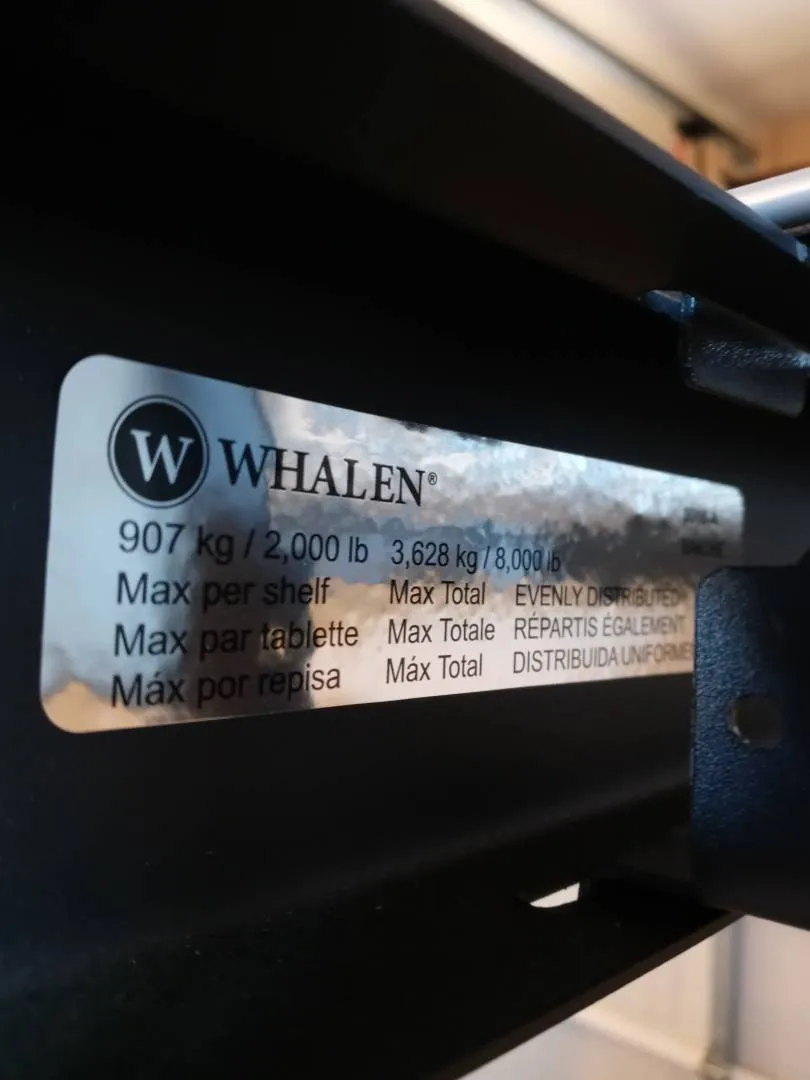 W WHALEN®
907 kg / 2,000 lb 3,628 kg / 8,000 lb
Max per shelf Max Total EVENLY DISTRIBUTED
Max par tablette Max Totale RÉPARTIS ÉGALEMENT
Máx por repisa Máx Total DISTRIBUIDA UNIFORME